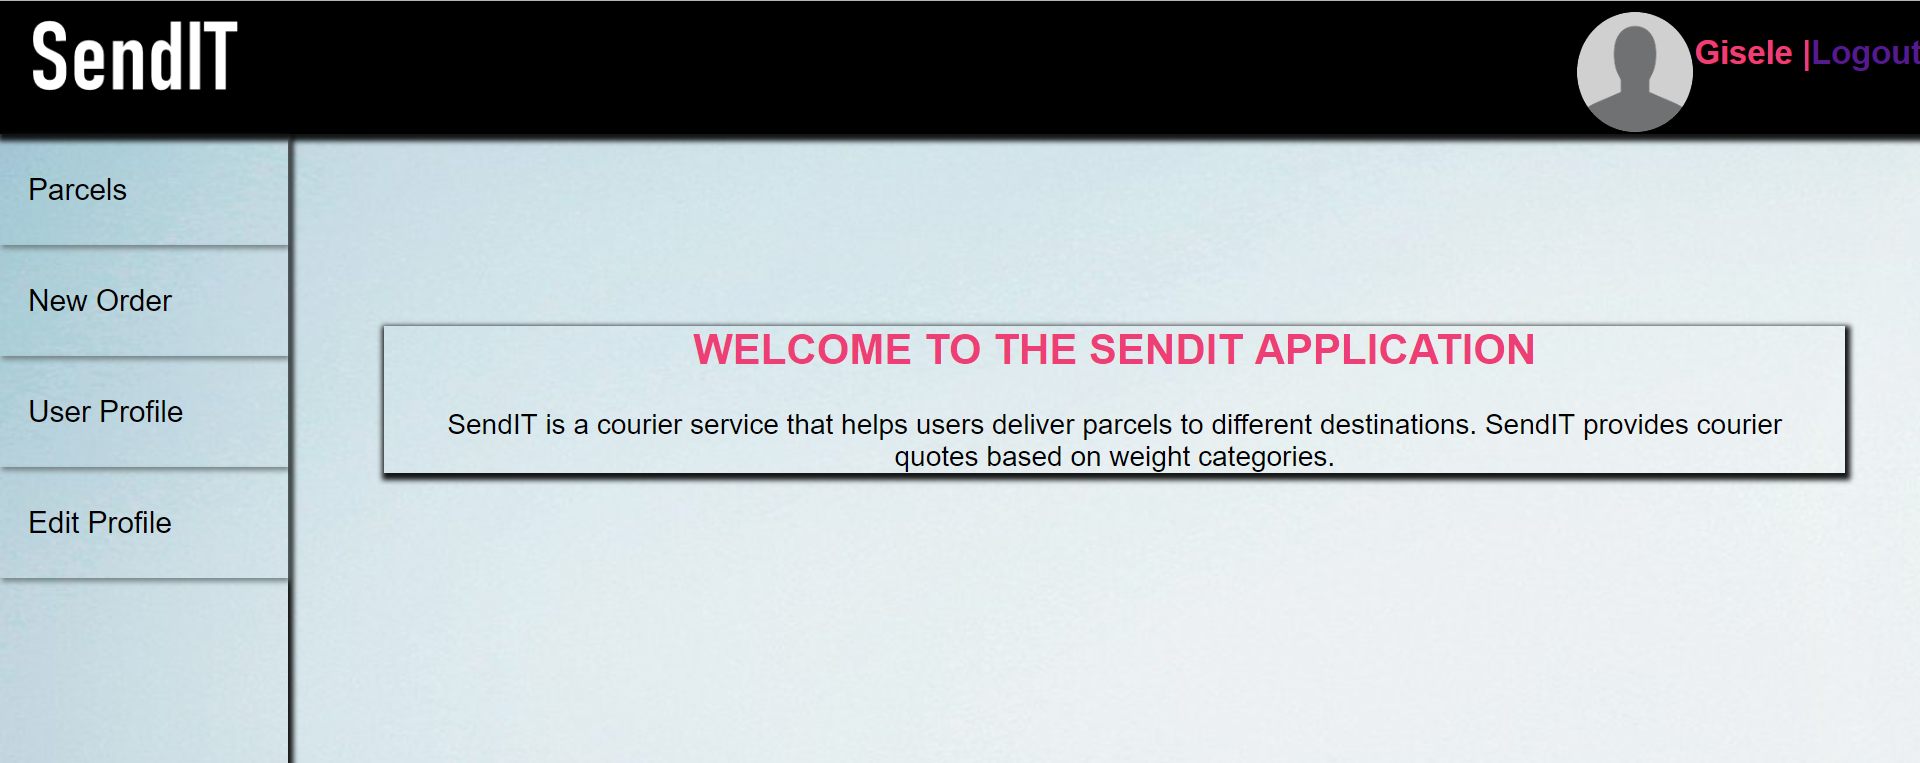 SendIT
Gisele |Logout
Parcels
New Order
User Profile
Edit Profile
WELCOME TO THE SENDIT APPLICATION
SendIT is a courier service that helps users deliver parcels to different destinations. SendIT provides courier
quotes based on weight categories.